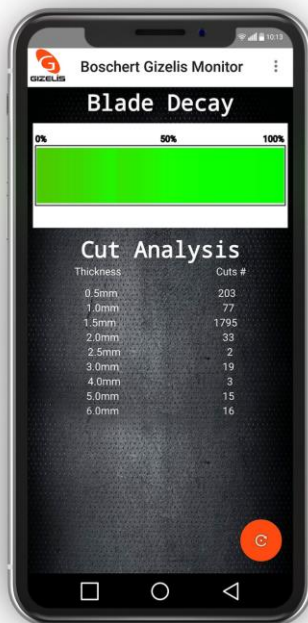 10:13
GIZELIS
Boschert Gizelis Monitor
Blade Decay
0% 50% 100%
Cut Analysis
Thickness Cuts #
0.5mm 203
1.0mm 77
1.5mm 1795
2.0mm 33
2.5mm 2
3.0mm 19
4.0mm 3
5.0mm 15
6.0mm 16